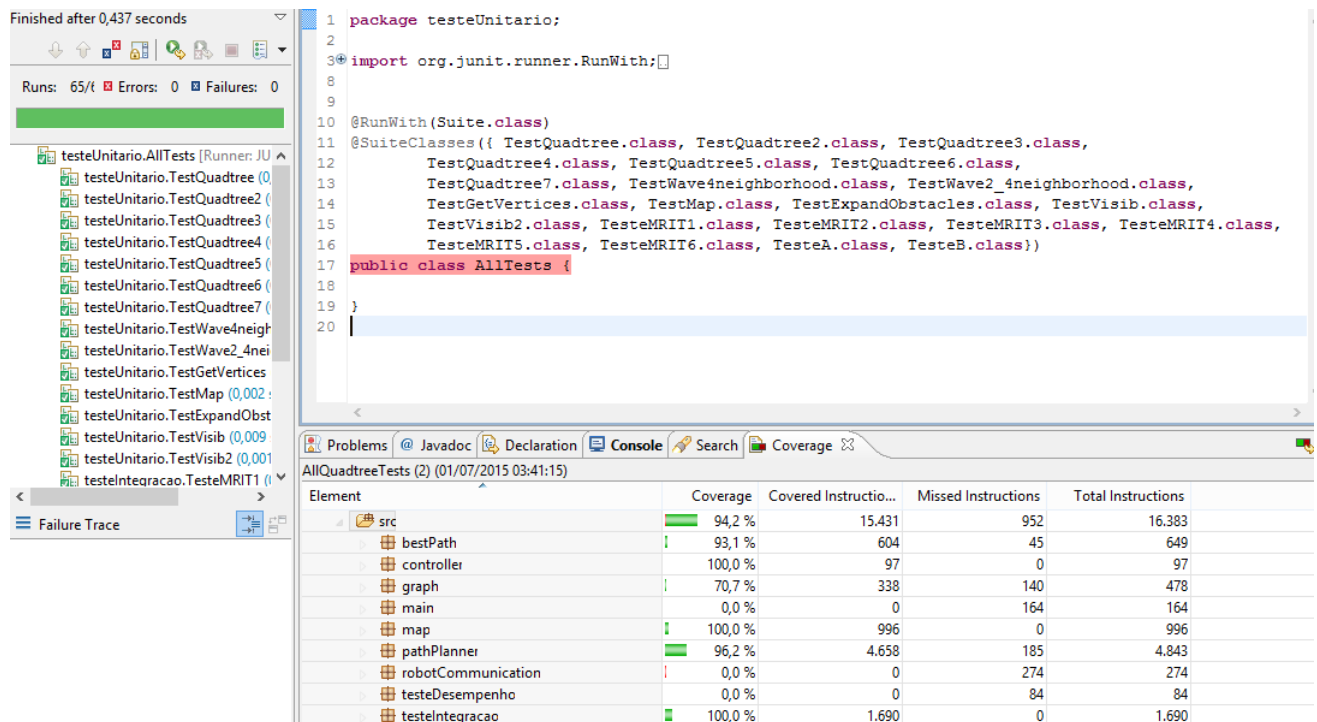 Finished after 0,437 seconds
Runs: 65/6 Errors: 0 Failures: 0
testeUnitario.AllTests [Runner: JU
testeUnitario.TestQuadtree (0,
testeUnitario.TestQuadtree2 (
testeUnitario.TestQuadtree3 (
testeUnitario.TestQuadtree4 (
testeUnitario.TestQuadtree5 (
testeUnitario.TestQuadtree6 (
testeUnitario.TestQuadtree7 (
testeUnitario.TestWave4neigh
testeUnitario.TestWave2_4nei
testeUnitario.TestGetVertices
testeUnitario.TestMap (0,002 s
testeUnitario.TestExpandObst
testeUnitario.TestVisib (0,009
testeUnitario.TestVisib2 (0,001
testeIntegracao.TesteMRIT1 (
Failure Trace
1 package testeUnitario;
2
3 import org.junit.runner.RunWith;
8
9
10 @RunWith(Suite.class)
11 @SuiteClasses({ TestQuadtree.class, TestQuadtree2.class, TestQuadtree3.class,
12 TestQuadtree4.class, TestQuadtree5.class, TestQuadtree6.class,
13 TestQuadtree7.class, TestWave4neighborhood.class, TestWave2_4neighborhood.class,
14 TestGetVertices.class, TestMap.class, TestExpandObstacles.class, TestVisib.class,
15 TestVisib2.class, TesteMRIT1.class, TesteMRIT2.class, TesteMRIT3.class, TesteMRIT4.class,
16 TesteMRIT5.class, TesteMRIT6.class, TesteA.class, TesteB.class})
17 public class AllTests {
18
19 }
20
Problems @ Javadoc Declaration Console Search Coverage
AllQuadtreeTests (2) (01/07/2015 03:41:15)
Element Coverage Covered Instructio... Missed Instructions Total Instructions
src 94,2 % 15.431 952 16.383
bestPath 93,1 % 604 45 649
controller 100,0 % 97 0 97
graph 70,7 % 338 140 478
main 0,0 % 0 164 164
map 100,0 % 996 0 996
pathPlanner 96,2 % 4.658 185 4.843
robotCommunication 0,0 % 0 274 274
testeDesempenho 0,0 % 0 84 84
testeIntegracao 100,0 % 1.690 0 1.690